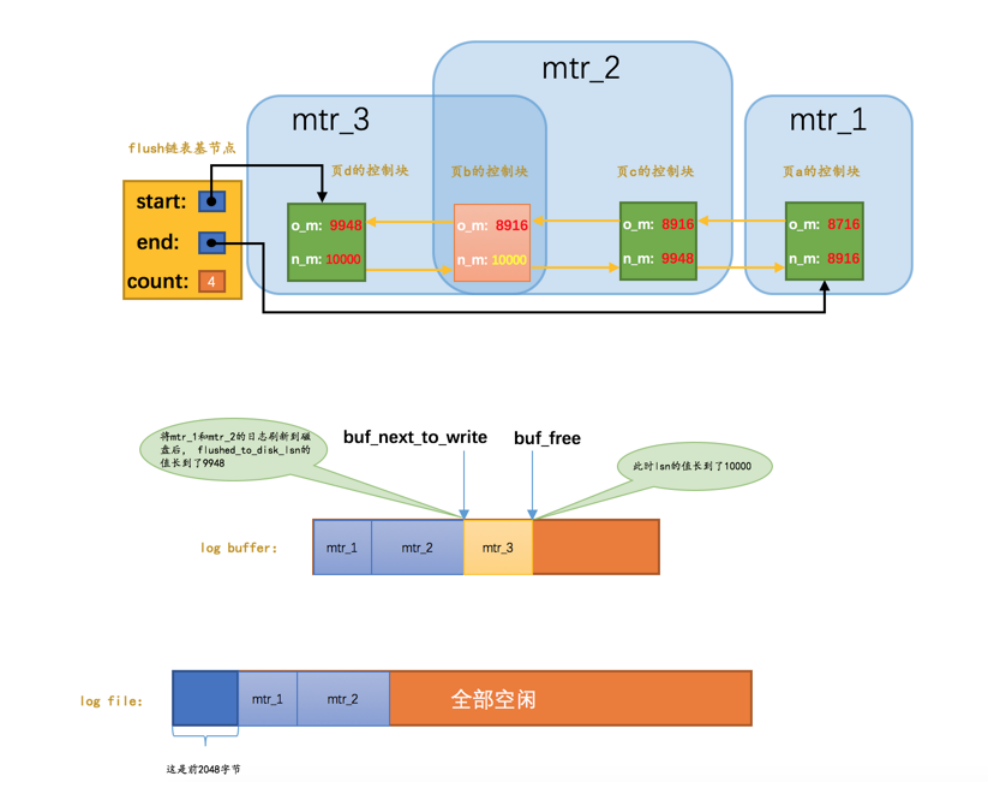 mtr_2
mtr_3
mtr_1
flush链表基节点
页d的控制块
页b的控制块
页c的控制块
页a的控制块
start:
end:
count: 4
o_m: 9948
n_m: 10000
o_m: 8916
n_m: 10000
o_m: 8916
n_m: 9948
o_m: 8716
n_m: 8916
将mtr_1和mtr_2的日志刷新到磁
盘后, flushed_to_disk_lsn的
值长到了9948
buf_next_to_write
buf_free
此时lsn的值长到了10000
log buffer:
mtr_1
mtr_2
mtr_3
log file:
mtr_1
mtr_2
全部空闲
这是前2048字节